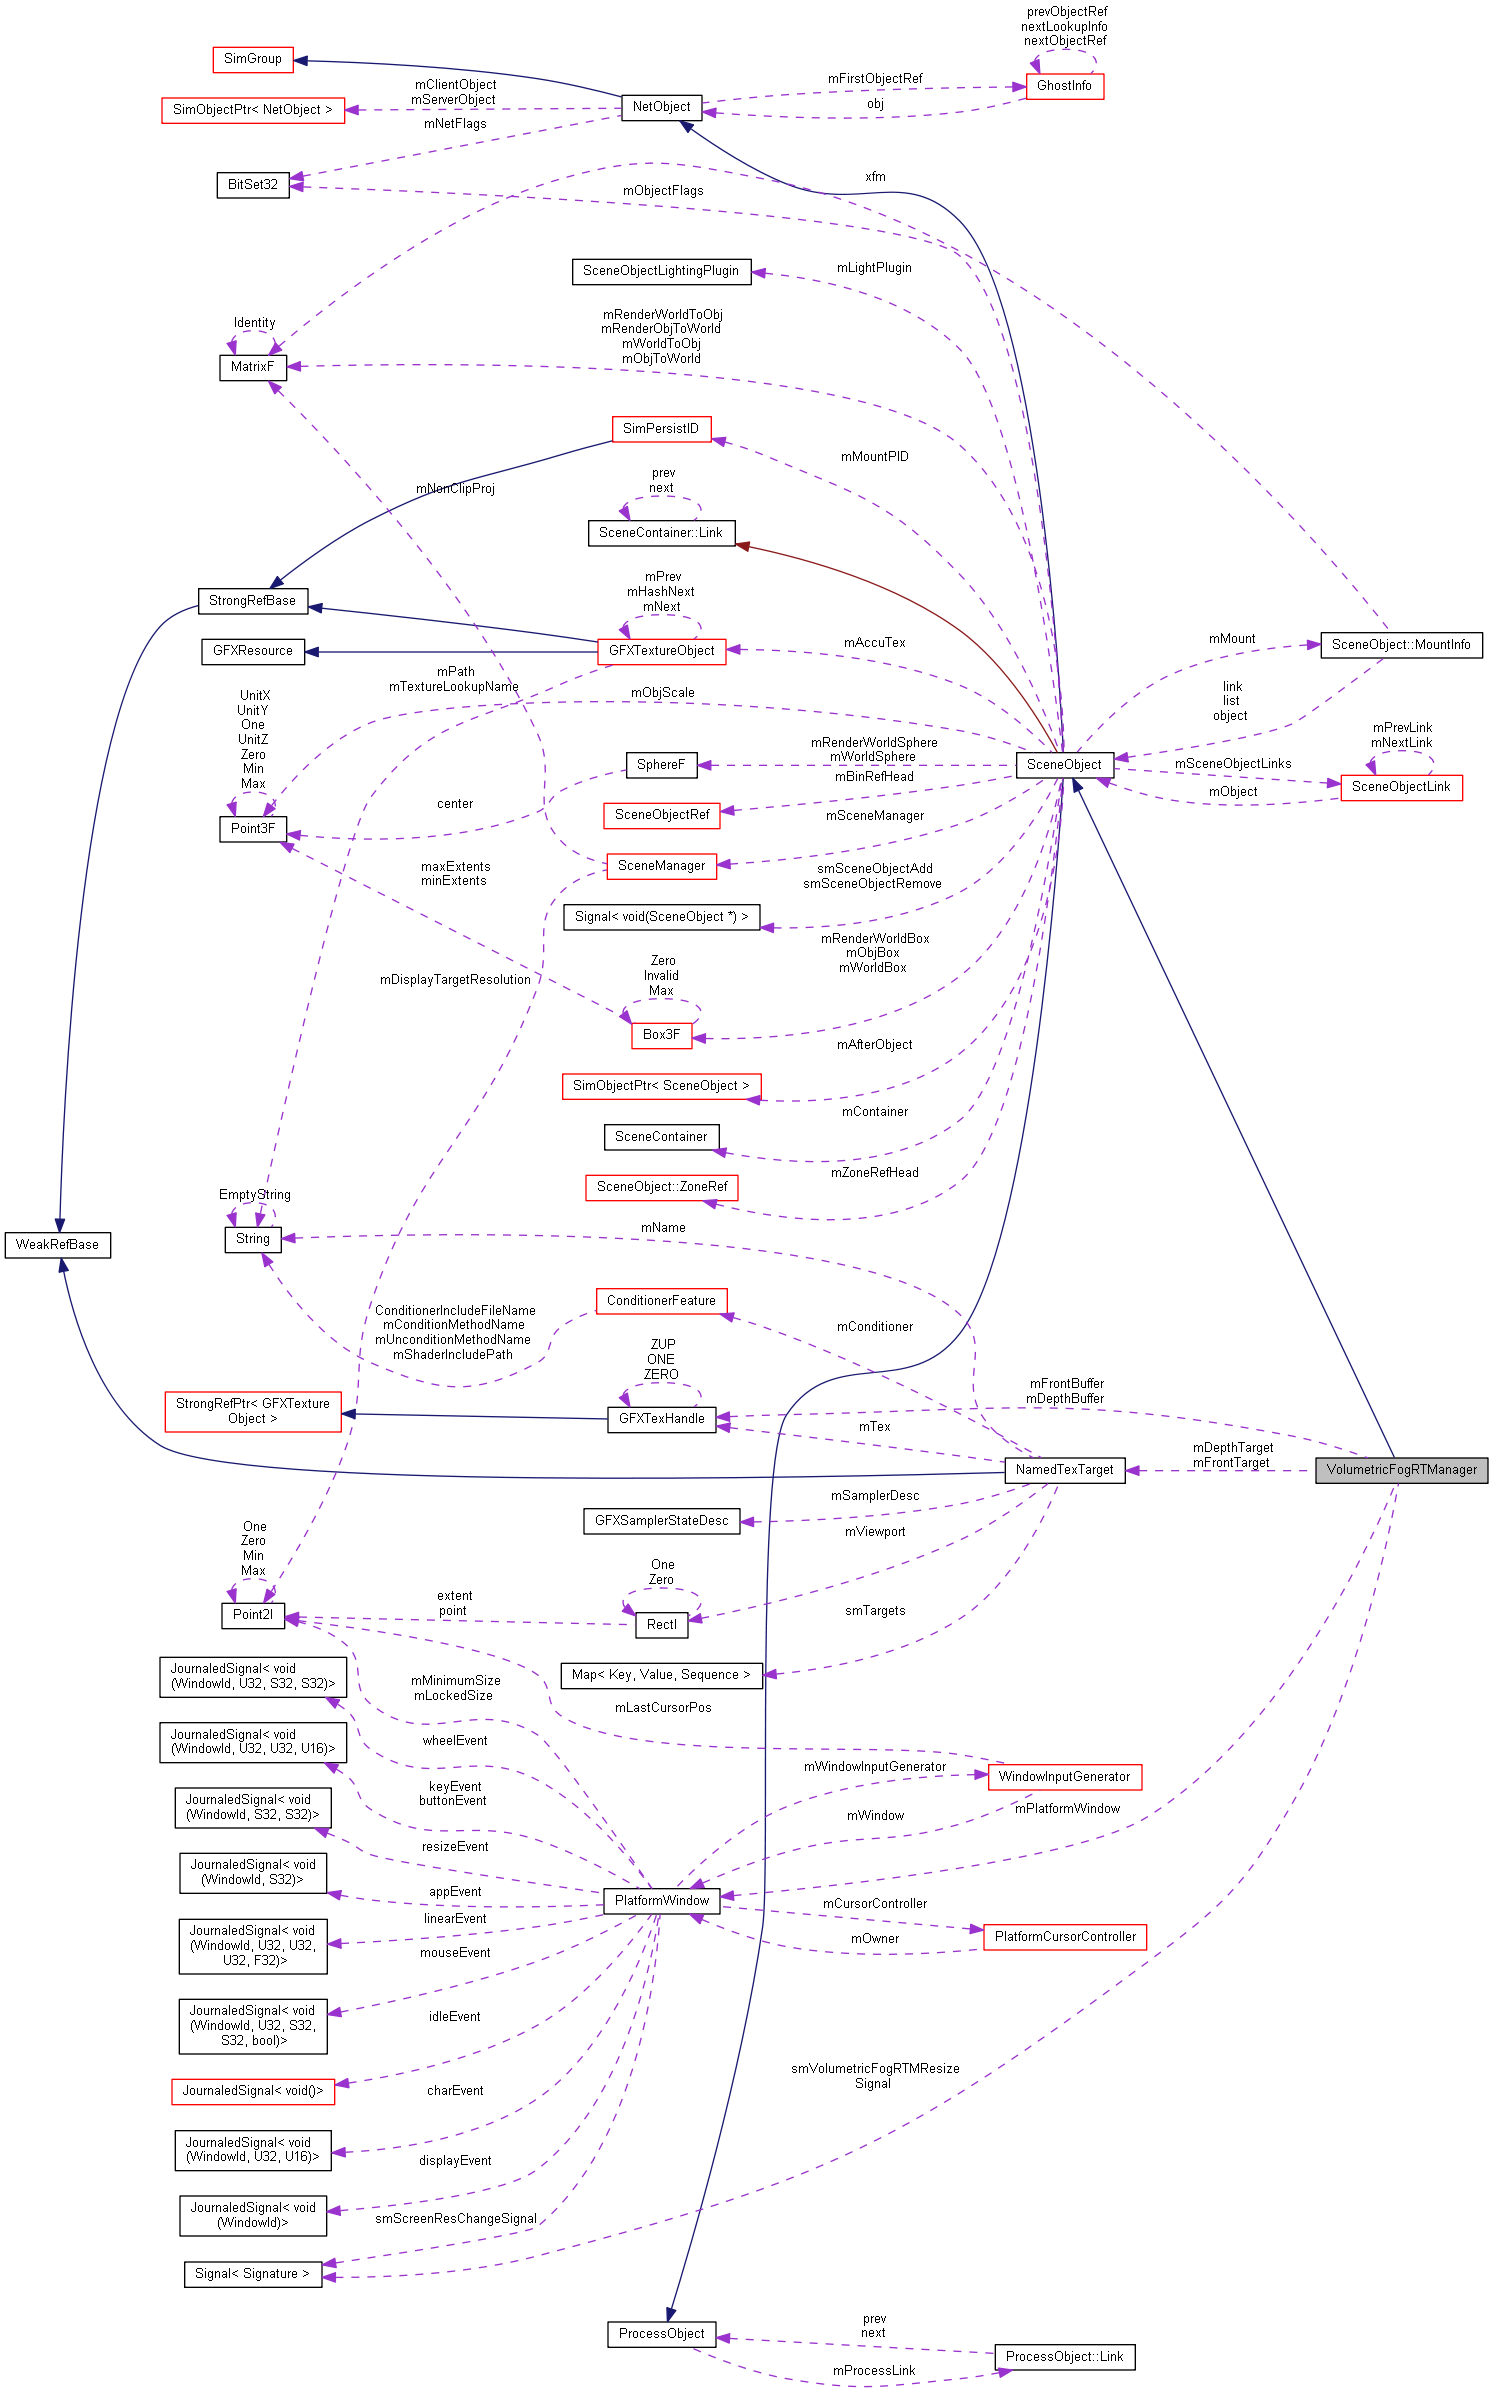 prevObjectRef
nextLookupInfo
nextObjectRef
SimGroup
mFirstObjectRef
GhostInfo
mClientObject
mServerObject
SimObjectPtr< NetObject >
NetObject
obj
mNetFlags
BitSet32
xfm
mObjectFlags
SceneObjectLightingPlugin
mLightPlugin
Identity
MatrixF
mRenderWorldToObj
mRenderObjToWorld
mWorldToObj
mObjToWorld
SimPersistID
mMountPID
mNonClipProj
prev
next
SceneContainer::Link
StrongRefBase
mPrev
mHashNext
mNext
GFXResource
GFXTextureObject
mAccuTex
mMount
SceneObject::MountInfo
mPath
mTextureLookupName
mObjScale
link
list
object
UnitX
UnitY
One
UnitZ
Zero
Min
Max
Point3F
center
SphereF
mRenderWorldSphere
mWorldSphere
SceneObject
mSceneObjectLinks
mObject
mPrevLink
mNextLink
SceneObjectLink
mBinRefHead
SceneObjectRef
mSceneManager
SceneManager
maxExtents
minExtents
smSceneObjectAdd
smSceneObjectRemove
Signal< void(SceneObject *) >
mRenderWorldBox
mObjBox
mWorldBox
mDisplayTargetResolution
Zero
Invalid
Max
Box3F
mAfterObject
SimObjectPtr< SceneObject >
mContainer
SceneContainer
mZoneRefHead
SceneObject::ZoneRef
EmptyString
String
WeakRefBase
mName
ConditionerFeature
mConditioner
ConditionerIncludeFileName
mConditionMethodName
mUnconditionMethodName
mShaderIncludePath
ZUP
ONE
ZERO
StrongRefPtr< GFXTexture
Object >
GFXTexHandle
mFrontBuffer
mDepthBuffer
mTex
NamedTexTarget
mDepthTarget
mFrontTarget
VolumetricFogRTManager
mSamplerDesc
GFXSamplerStateDesc
mViewport
One
Zero
Min
Max
Point2I
extent
point
One
Zero
RectI
smTargets
Map< Key, Value, Sequence >
JournaledSignal< void
(WindowId, U32, S32, S32)>
mMinimumSize
mLockedSize
mLastCursorPos
wheelEvent
JournaledSignal< void
(WindowId, U32, U32, U16)>
mWindowInputGenerator
WindowInputGenerator
keyEvent
buttonEvent
JournaledSignal< void
(WindowId, S32, S32)>
mWindow
mPlatformWindow
resizeEvent
JournaledSignal< void
(WindowId, S32)>
appEvent
PlatformWindow
mCursorController
linearEvent
mOwner
PlatformCursorController
JournaledSignal< void
(WindowId, U32, U32,
U32, F32)>
mouseEvent
JournaledSignal< void
(WindowId, U32, S32,
S32, bool)>
idleEvent
JournaledSignal< void()>
charEvent
smVolumetricFogRTMResize
Signal
JournaledSignal< void
(WindowId, U32, U16)>
displayEvent
JournaledSignal< void
(WindowId)>
smScreenResChangeSignal
Signal< Signature >
ProcessObject
prev
next
ProcessObject::Link
mProcessLink